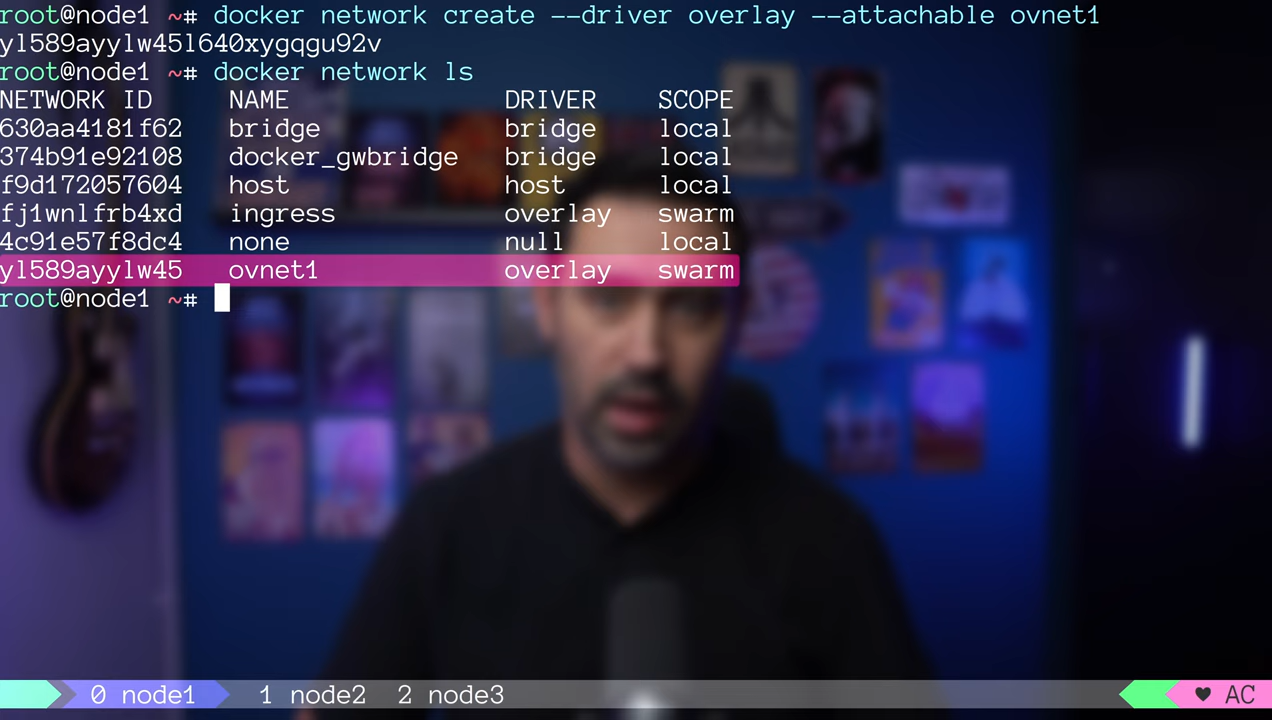 root@node1 ~# docker network create --driver overlay --attachable ovnet1
yl589ayylw45l640xygqgu92v
root@node1 ~# docker network ls
NETWORK ID NAME DRIVER SCOPE
630aa4181f62 bridge bridge local
374b91e92108 docker_gwbridge bridge local
f9d172057604 host host local
fj1wnlfrb4xd ingress overlay swarm
4c91e57f8dc4 none null local
yl589ayylw45 ovnet1 overlay swarm
root@node1 ~#
0 node1 1 node2 2 node3 ♥ AC